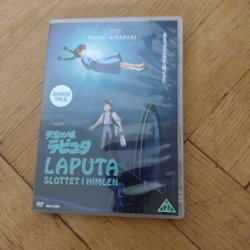 HAYAO MIYAZAKI
DANSK
TALE
天空の城
ラピュタ
LAPUTA
SLOTTET I HIMLEN